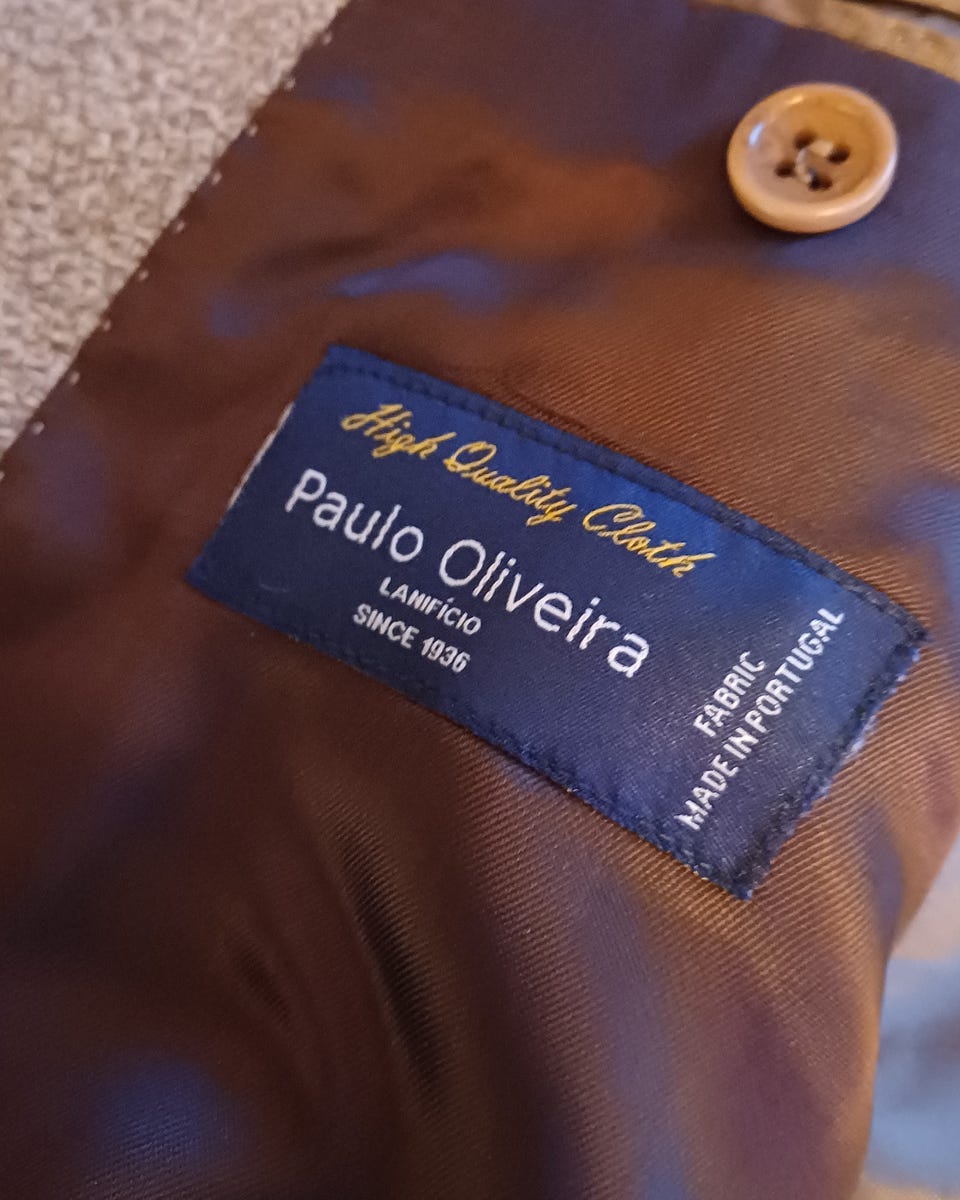 High Quality Cloth
Paulo Oliveira
LANIFÍCIO
SINCE 1936
FABRIC
MADE IN PORTUGAL